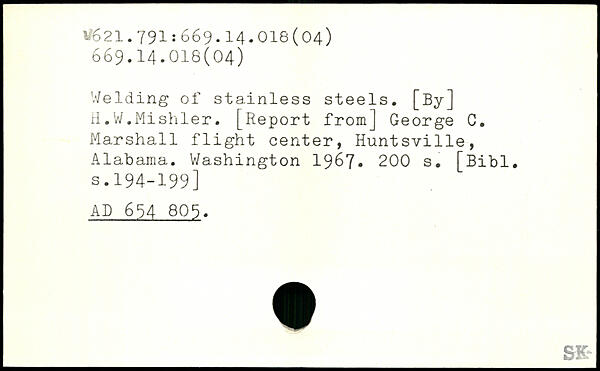 V621.791:669.14.018(04)
669.14.018(04)
Welding of stainless steels. [By]
H.W.Mishler. [Report from] George C.
Marshall flight center, Huntsville,
Alabama. Washington 1967. 200 s. [Bibl.
s.194-199]
AD 654 805.
SK-